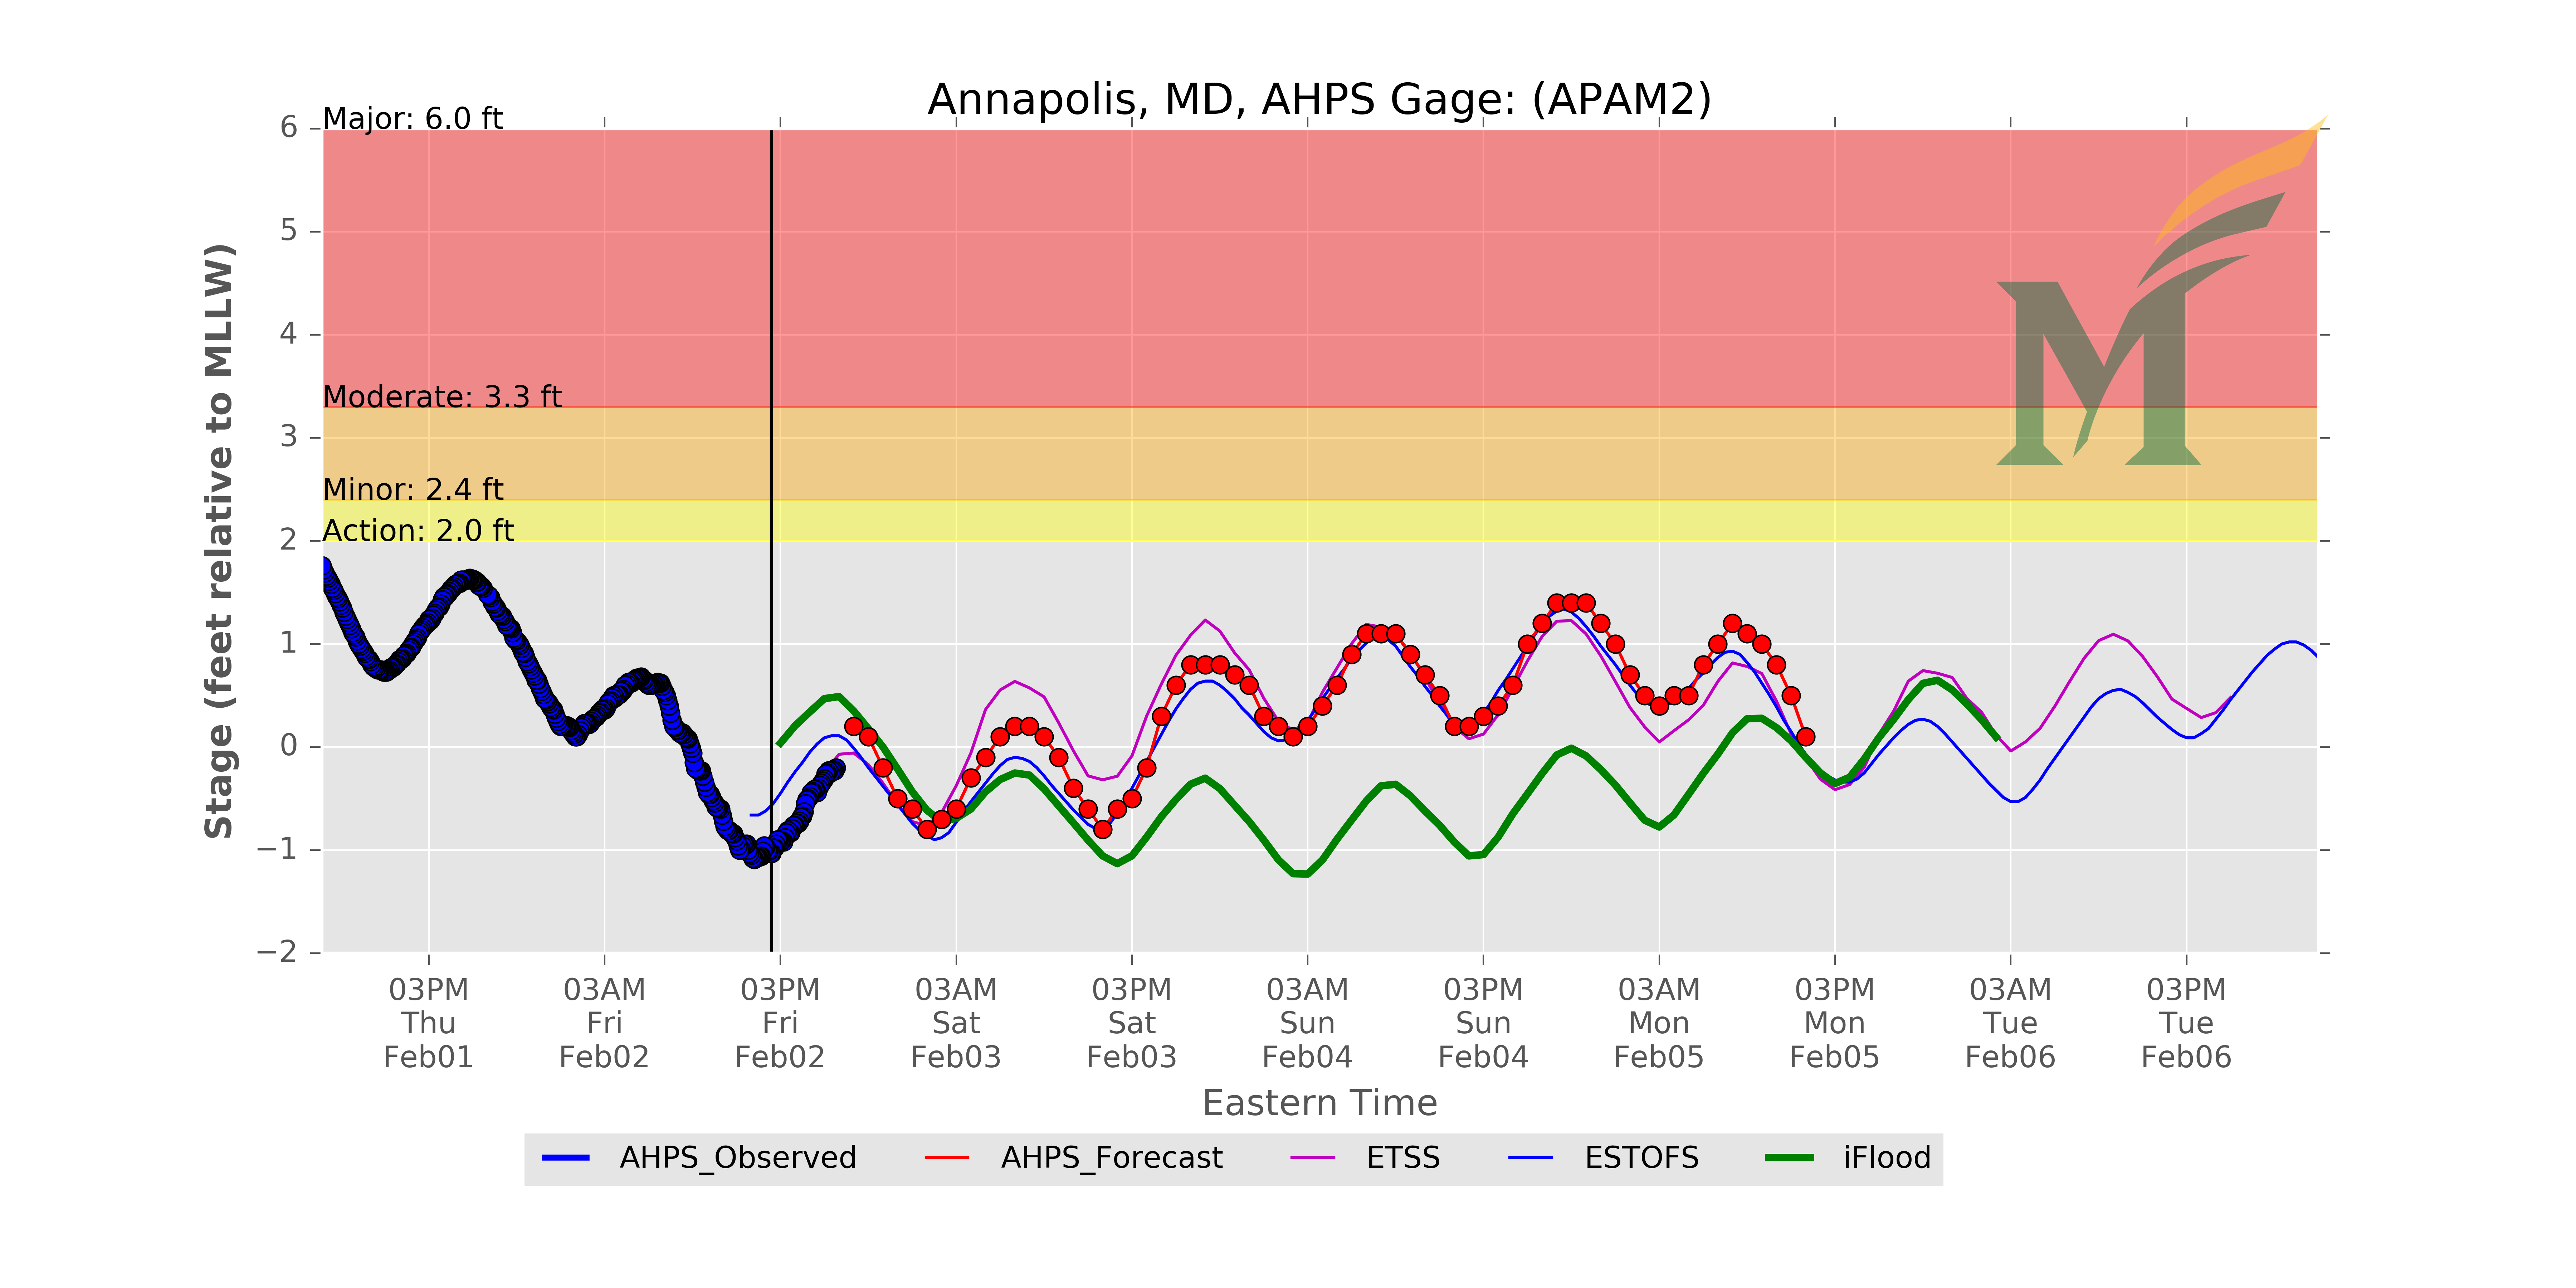 Annapolis, MD, AHPS Gage: (APAM2)
Major: 6.0 ft
Moderate: 3.3 ft
Minor: 2.4 ft
Action: 2.0 ft
Stage (feet relative to MLLW)
6
5
4
3
2
1
0
−1
−2
03PM Thu Feb01
03AM Fri Feb02
03PM Fri Feb02
03AM Sat Feb03
03PM Sat Feb03
03AM Sun Feb04
03PM Sun Feb04
03AM Mon Feb05
03PM Mon Feb05
03AM Tue Feb06
03PM Tue Feb06
Eastern Time
AHPS_Observed AHPS_Forecast ETSS ESTOFS iFlood
M